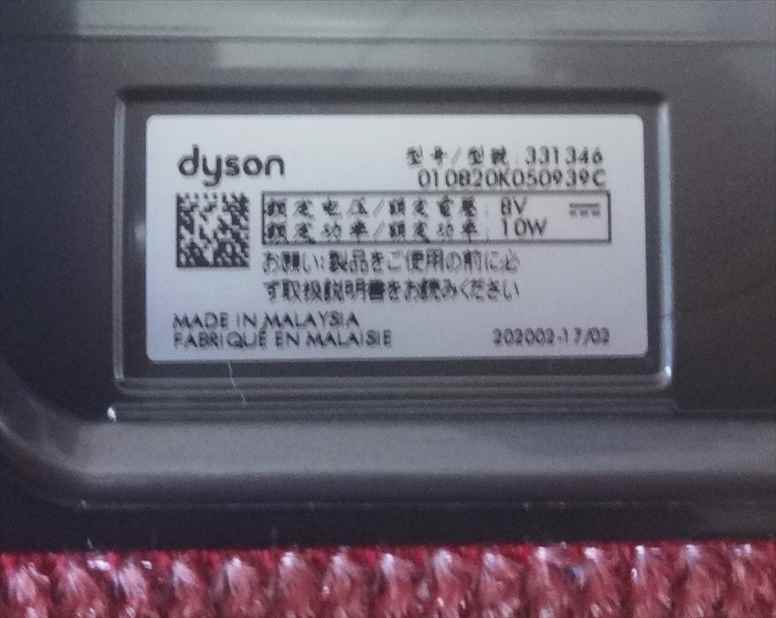 dyson
型号/型號 331346
010820K050939C
额定电压/額定電壓 8V
额定功率/額定功率 10W
お願い:製品をご使用の前に必
ず取扱説明書をお読みください
MADE IN MALAYSIA
FABRIQUÉ EN MALAISIE
202002-17/02